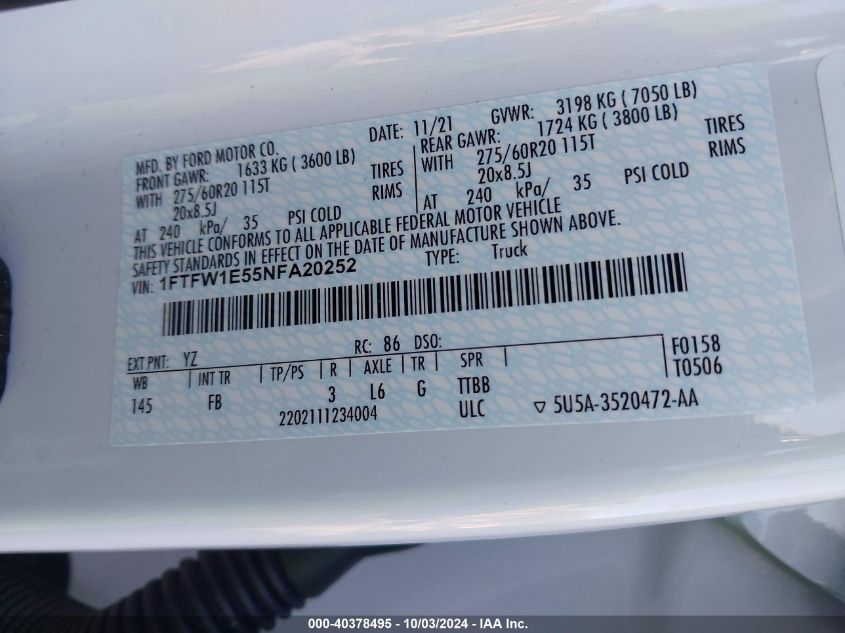 MFD. BY FORD MOTOR CO. DATE: 11/21 GVWR: 3198 KG ( 7050 LB)
FRONT GAWR: 1633 KG ( 3600 LB) REAR GAWR: 1724 KG ( 3800 LB)
WITH 275/60R20 115T TIRES WITH 275/60R20 115T TIRES
20x8.5J RIMS 20x8.5J RIMS
AT 240 kPa/ 35 PSI COLD AT 240 kPa/ 35 PSI COLD
THIS VEHICLE CONFORMS TO ALL APPLICABLE FEDERAL MOTOR VEHICLE
SAFETY STANDARDS IN EFFECT ON THE DATE OF MANUFACTURE SHOWN ABOVE.
VIN: 1FTFW1E55NFA20252 TYPE: Truck
EXT PNT: YZ RC: 86 DSO: F0158
WB INT TR TP/PS R AXLE TR SPR T0506
145 FB 3 L6 G TTBB
2202111234004 ULC ▽ 5U5A-3520472-AA
000-40378495 - 10/03/2024 - IAA Inc.